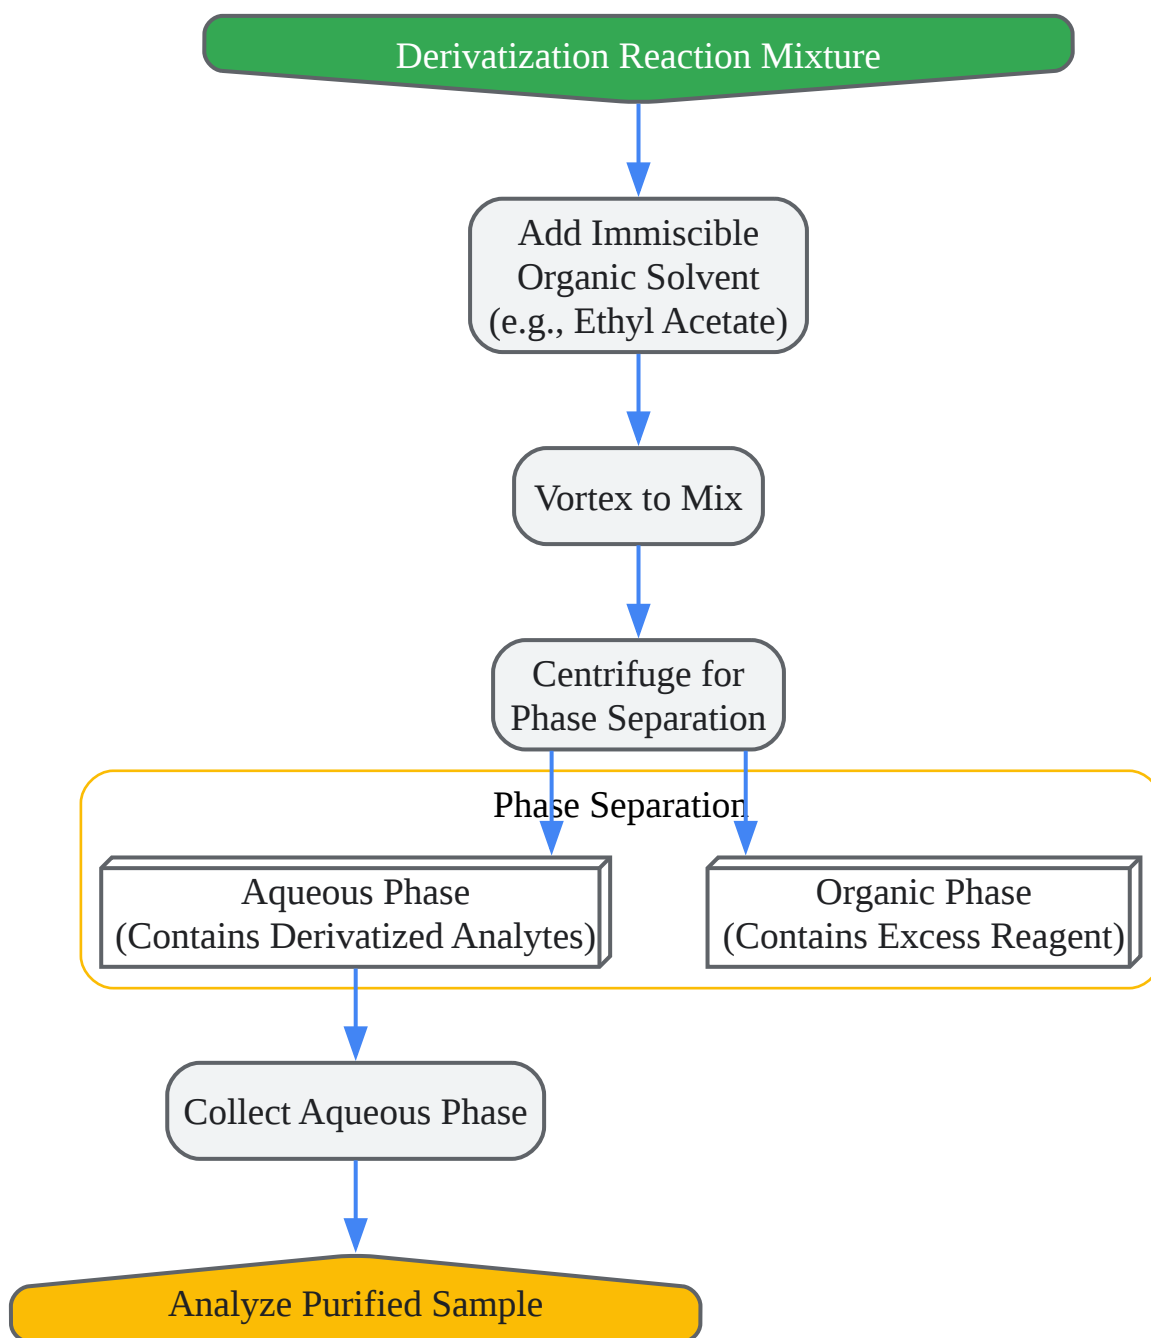 Derivatization Reaction Mixture
Add Immiscible
Organic Solvent
(e.g., Ethyl Acetate)
Vortex to Mix
Centrifuge for
Phase Separation
Phase Separation
Aqueous Phase
(Contains Derivatized Analytes)
Organic Phase
(Contains Excess Reagent)
Collect Aqueous Phase
Analyze Purified Sample